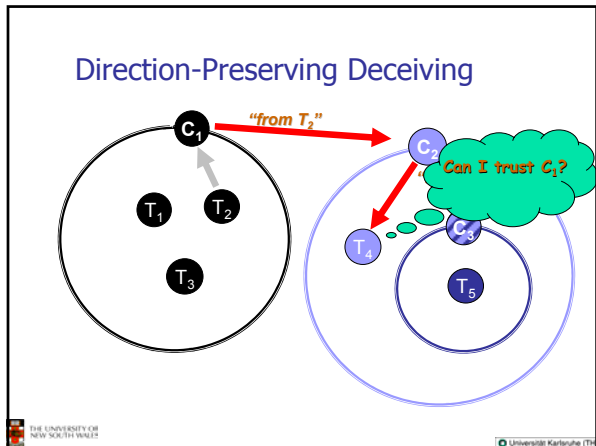 Direction-Preserving Deceiving
C1
"from T2"
C2
"
Can I trust C1?
T1
T2
C3
T4
T3
T5
THE UNIVERSITY OF
NEW SOUTH WALES
Universität Karlsruhe (TH